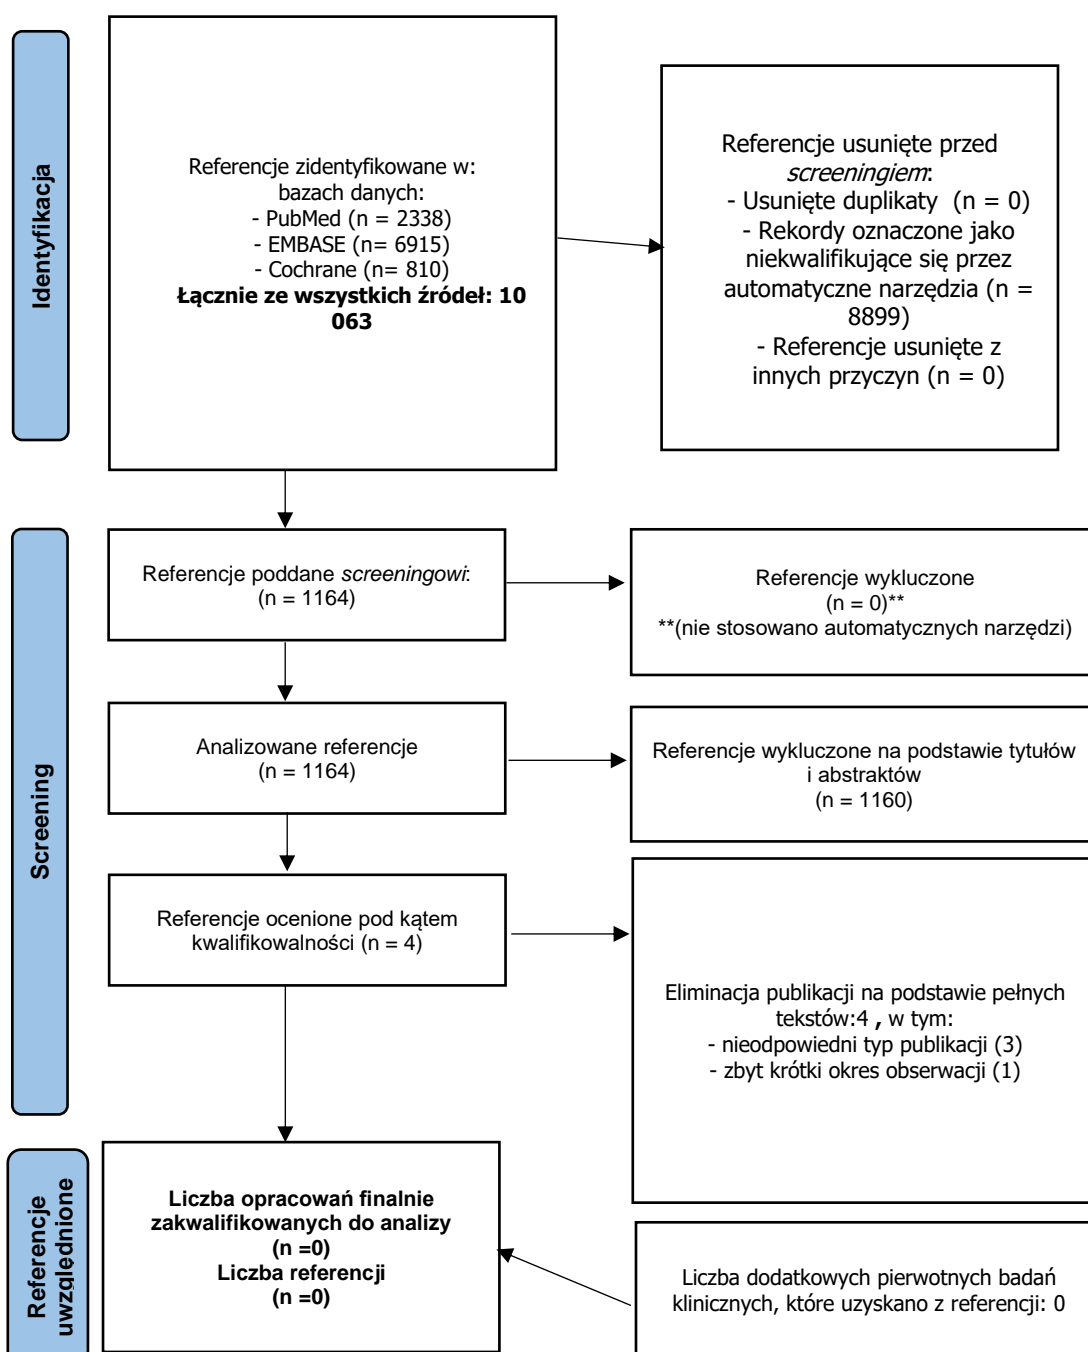 Identyfikacja
Referencje zidentyfikowane w:
bazach danych:
- PubMed (n = 2338)
- EMBASE (n= 6915)
- Cochrane (n= 810)
Łącznie ze wszystkich źródeł: 10
063
Referencje usunięte przed
screeningiem:
- Usunięte duplikaty (n = 0)
- Rekordy oznaczone jako
niekwalifikujące się przez
automatyczne narzędzia (n =
8899)
- Referencje usunięte z
innych przyczyn (n = 0)
Screening
Referencje poddane screeningowi:
(n = 1164)
Referencje wykluczone
(n = 0)**
**(nie stosowano automatycznych narzędzi)
Analizowane referencje
(n = 1164)
Referencje wykluczone na podstawie tytułów
i abstraktów
(n = 1160)
Referencje ocenione pod kątem
kwalifikowalności (n = 4)
Eliminacja publikacji na podstawie pełnych
tekstów:4 , w tym:
- nieodpowiedni typ publikacji (3)
- zbyt krótki okres obserwacji (1)
Referencje
uwzględnione
Liczba opracowań finalnie
zakwalifikowanych do analizy
(n =0)
Liczba referencji
(n =0)
Liczba dodatkowych pierwotnych badań
klinicznych, które uzyskano z referencji: 0